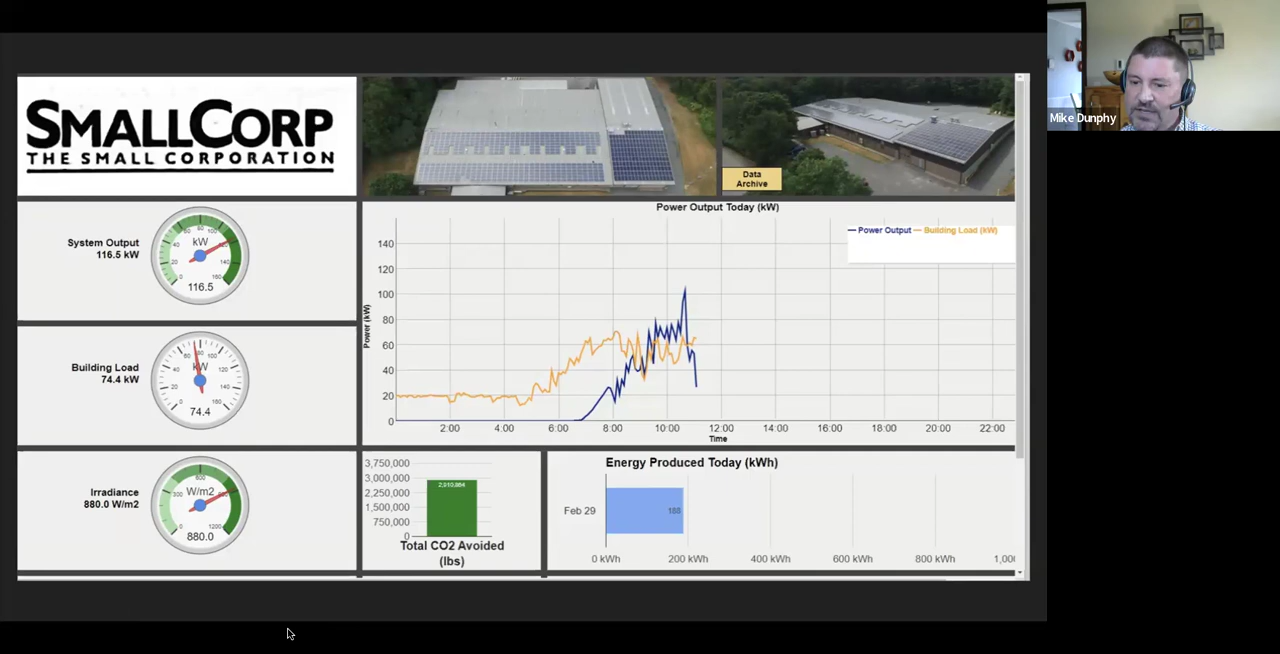 SMALLCORP
THE SMALL CORPORATION
Data
Archive
Mike Dunphy
System Output
116.5 kW
kW
116.5
Building Load
74.4 kW
kW
74.4
Irradiance
880.0 W/m2
W/m2
880.0
Power Output Today (kW)
Power Output
Building Load (kW)
Power (kW)
140
120
100
80
60
40
20
0
2:00 4:00 6:00 8:00 10:00 12:00 14:00 16:00 18:00 20:00 22:00
Time
3,750,000
3,000,000
2,250,000
1,500,000
750,000
0
Total CO2 Avoided
(lbs)
Energy Produced Today (kWh)
Feb 29
0 kWh 200 kWh 400 kWh 600 kWh 800 kWh 1,00